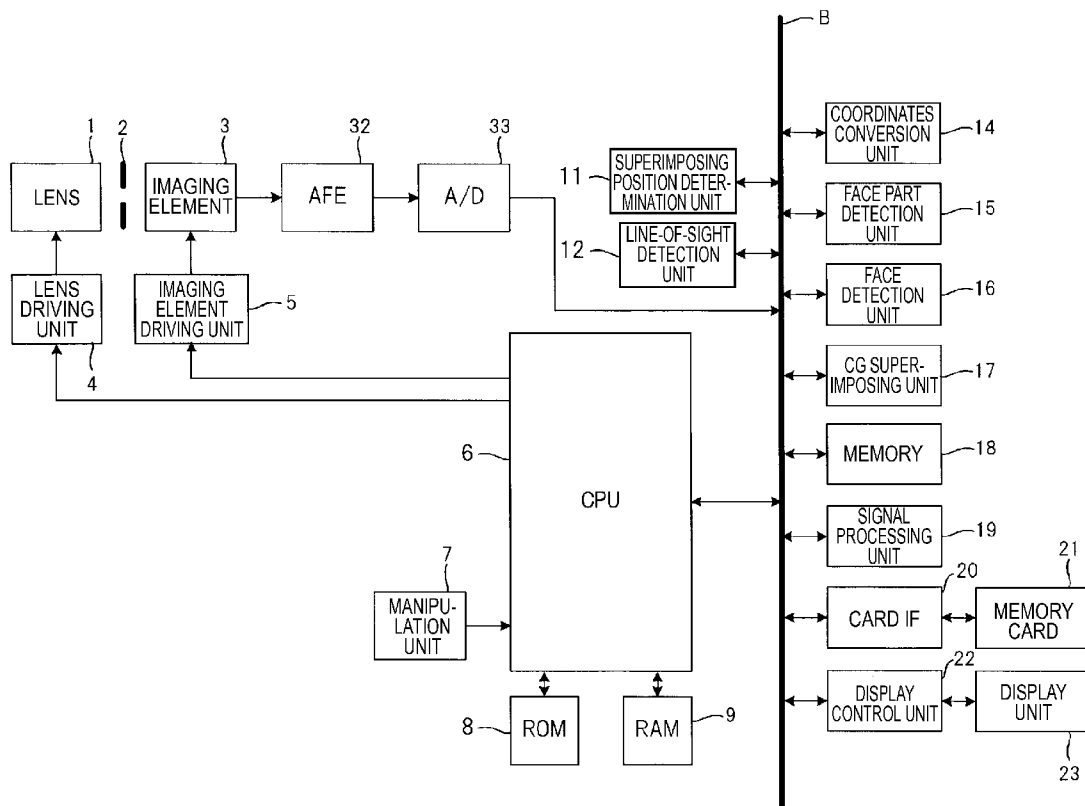 B
1
2
3
32
33
LENS
IMAGING
ELEMENT
AFE
A/D
LENS
DRIVING
UNIT
4
IMAGING
ELEMENT
DRIVING UNIT
5
11
SUPERIMPOSING
POSITION DETER-
MINATION UNIT
12
LINE-OF-SIGHT
DETECTION
UNIT
COORDINATES
CONVERSION
UNIT
14
FACE PART
DETECTION
UNIT
15
FACE
DETECTION
UNIT
16
CG SUPER-
IMPOSING UNIT
17
MEMORY
18
SIGNAL
PROCESSING
UNIT
19
6
CPU
7
MANIPU-
LATION
UNIT
8
ROM
RAM
9
20
CARD IF
21
MEMORY
CARD
22
DISPLAY
CONTROL UNIT
DISPLAY
UNIT
23